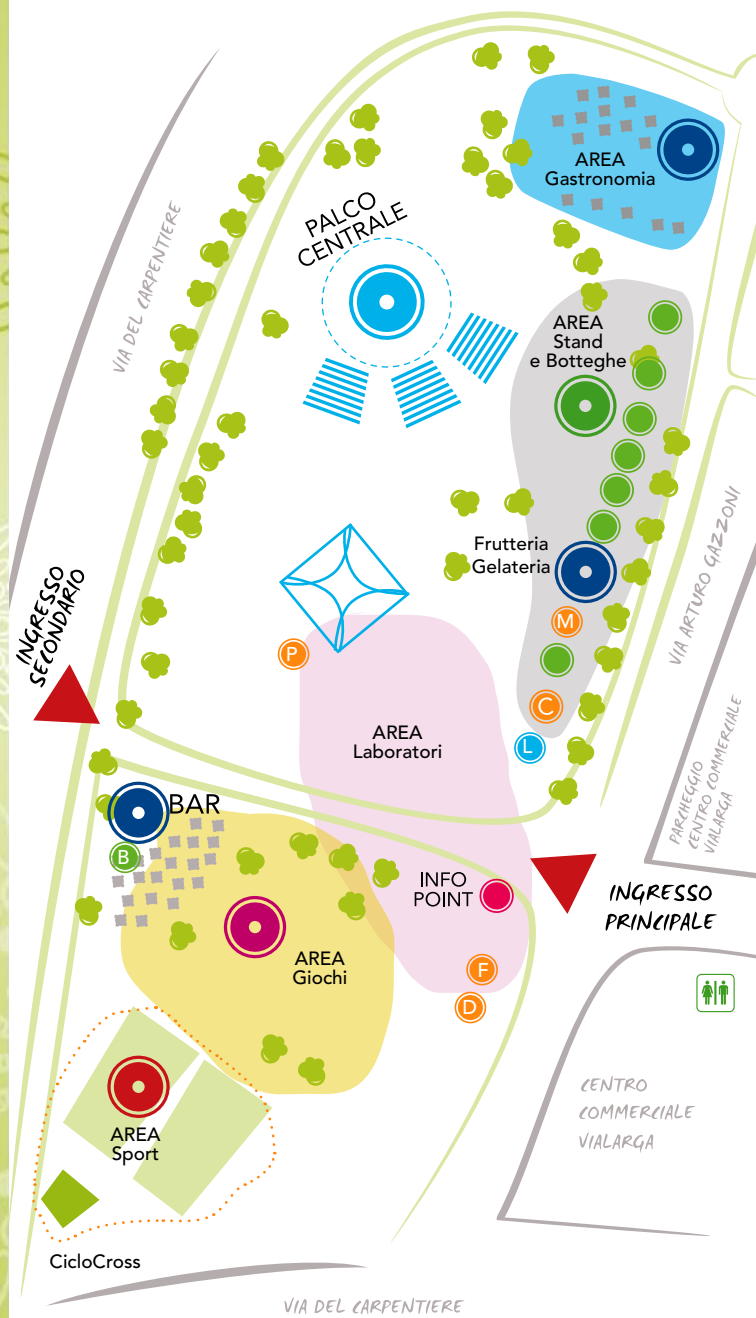 AREA
Gastronomia
PALCO
CENTRALE
VIA DEL CARPENTIERE
AREA
Stand
e Botteghe
VIA ARTURO GAZZONI
Frutteria
Gelateria
INGRESSO
SECONDARIO
M
P
C
L
AREA
Laboratori
PARCHEGGIO
CENTRO COMMERCIALE
VIALARGA
BAR
B
INFO
POINT
INGRESSO
PRINCIPALE
AREA
Giochi
F
D
CENTRO
COMMERCIALE
VIALARGA
AREA
Sport
CicloCross
VIA DEL CARPENTIERE